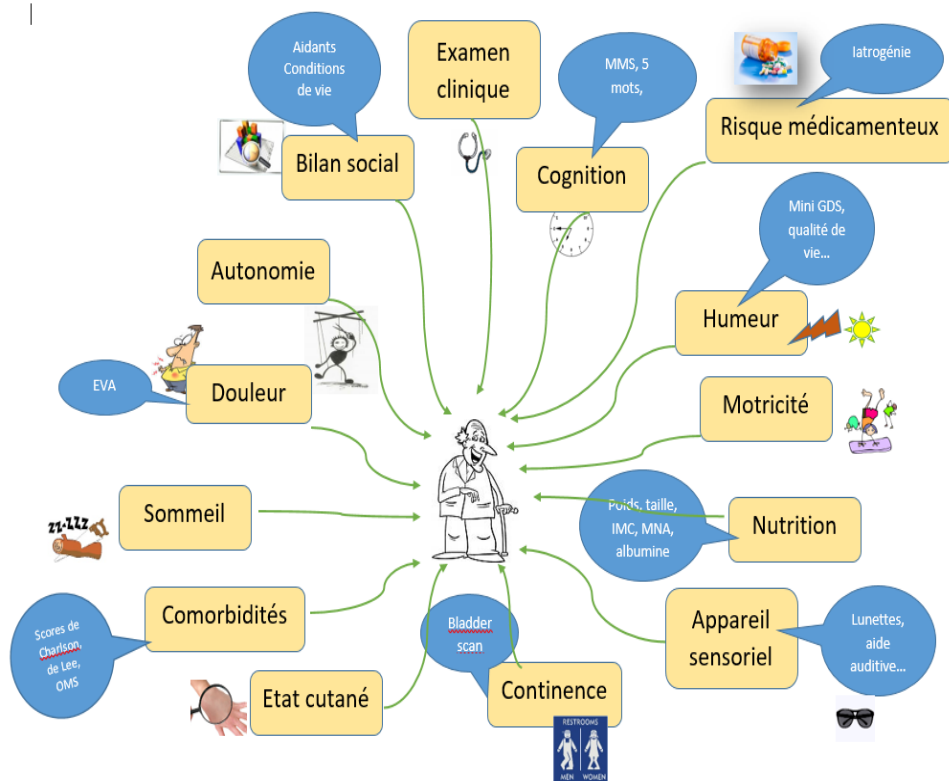 Aidants
Conditions
de vie
Bilan social
Examen
clinique
MMS, 5
mots,
Cognition
Iatrogénie
Risque médicamenteux
Mini GDS,
qualité de
vie...
Humeur
Autonomie
EVA
Douleur
Motricité
zz-zzz
Sommeil
Poids, taille,
IMC, MNA,
albumine
Nutrition
Scores de
Charlson,
de Lee,
OMS
Comorbidités
Bladder
scan
Appareil
sensoriel
Lunettes,
aide
auditive...
Etat cutané
Continence
RESTROOMS
MEN WOMEN